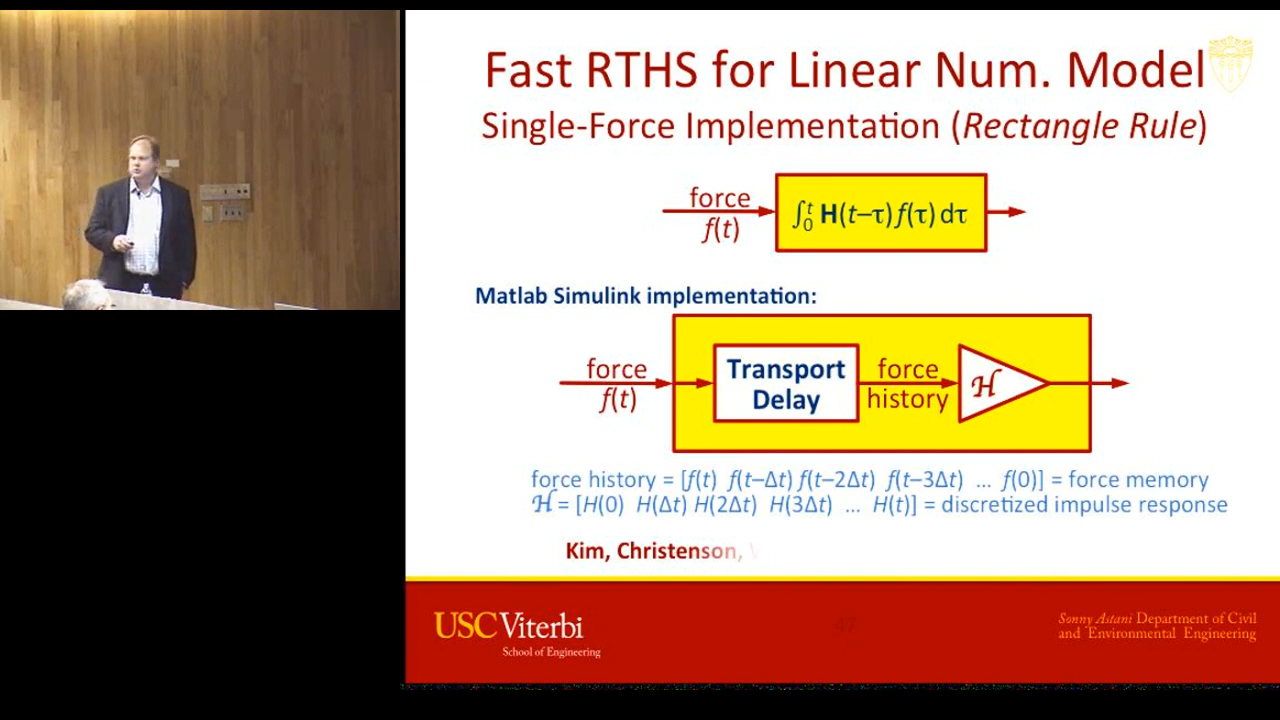 Fast RTHS for Linear Num. Model
Single-Force Implementation (Rectangle Rule)
force
f(t)
∫₀ᵗ H(t–τ) f(τ) dτ
Matlab Simulink implementation:
force
f(t)
Transport
Delay
force
history
ℋ
force history = [f(t) f(t–Δt) f(t–2Δt) f(t–3Δt) ... f(0)] = force memory
ℋ = [H(0) H(Δt) H(2Δt) H(3Δt) ... H(t)] = discretized impulse response
Kim, Christenson,
USC Viterbi
School of Engineering
47
Sonny Astani Department of Civil
and Environmental Engineering